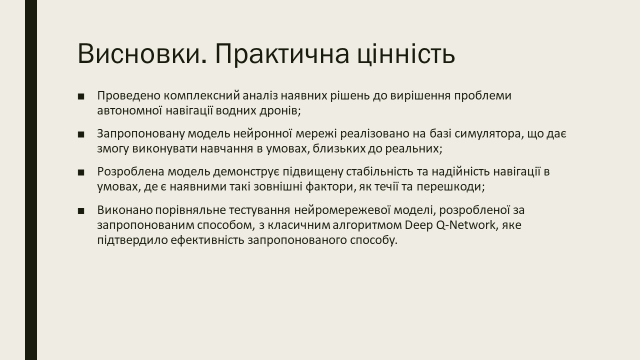 Висновки. Практична цінність
▪ Проведено комплексний аналіз наявних рішень до вирішення проблеми
автономної навігації водних дронів;
▪ Запропоновану модель нейронної мережі реалізовано на базі симулятора, що дає
змогу виконувати навчання в умовах, близьких до реальних;
▪ Розроблена модель демонструє підвищену стабільність та надійність навігації в
умовах, де є наявними такі зовнішні фактори, як течії та перешкоди;
▪ Виконано порівняльне тестування нейромережевої моделі, розробленої за
запропонованим способом, з класичним алгоритмом Deep Q-Network, яке
підтвердило ефективність запропонованого способу.